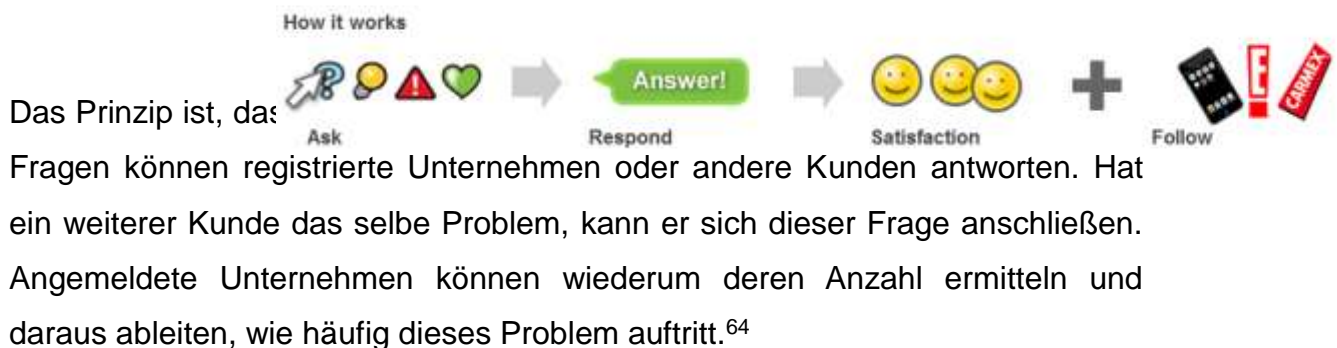 How it works
Answer!
E!
CARMEX
Ask Respond Satisfaction Follow
Das Prinzip ist,
Fragen können registrierte Unternehmen oder andere Kunden antworten. Hat
ein weiterer Kunde das selbe Problem, kann er sich dieser Frage anschließen.
Angemeldete Unternehmen können wiederum deren Anzahl ermitteln und
daraus ableiten, wie häufig dieses Problem auftritt.64